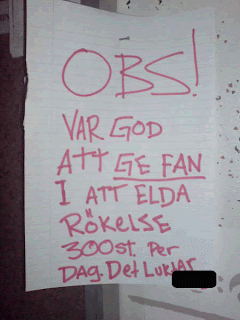 OBS!
VAR GOD
ATT GE FAN
I ATT ELDA
RÖKELSE
300st. Per
DAG. Det Luktar